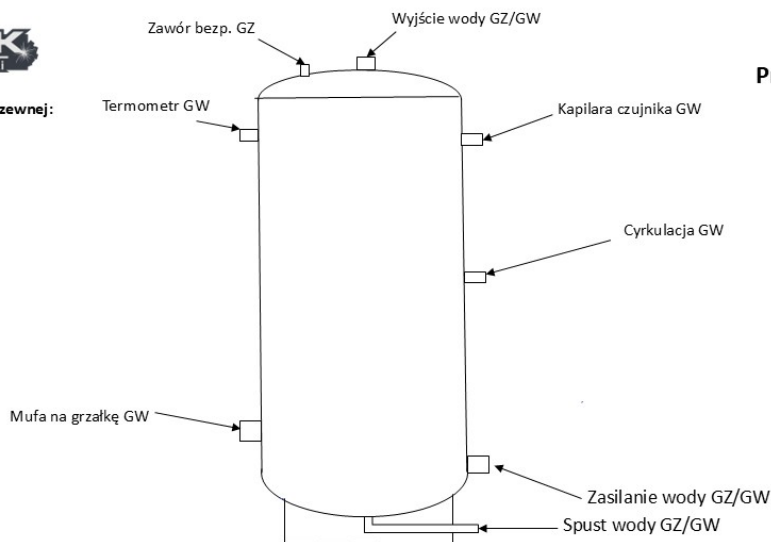 Wyjście wody GZ/GW
Zawór bezp. GZ
Termometr GW
Kapilara czujnika GW
Cyrkulacja GW
Mufa na grzałkę GW
Zasilanie wody GZ/GW
Spust wody GZ/GW